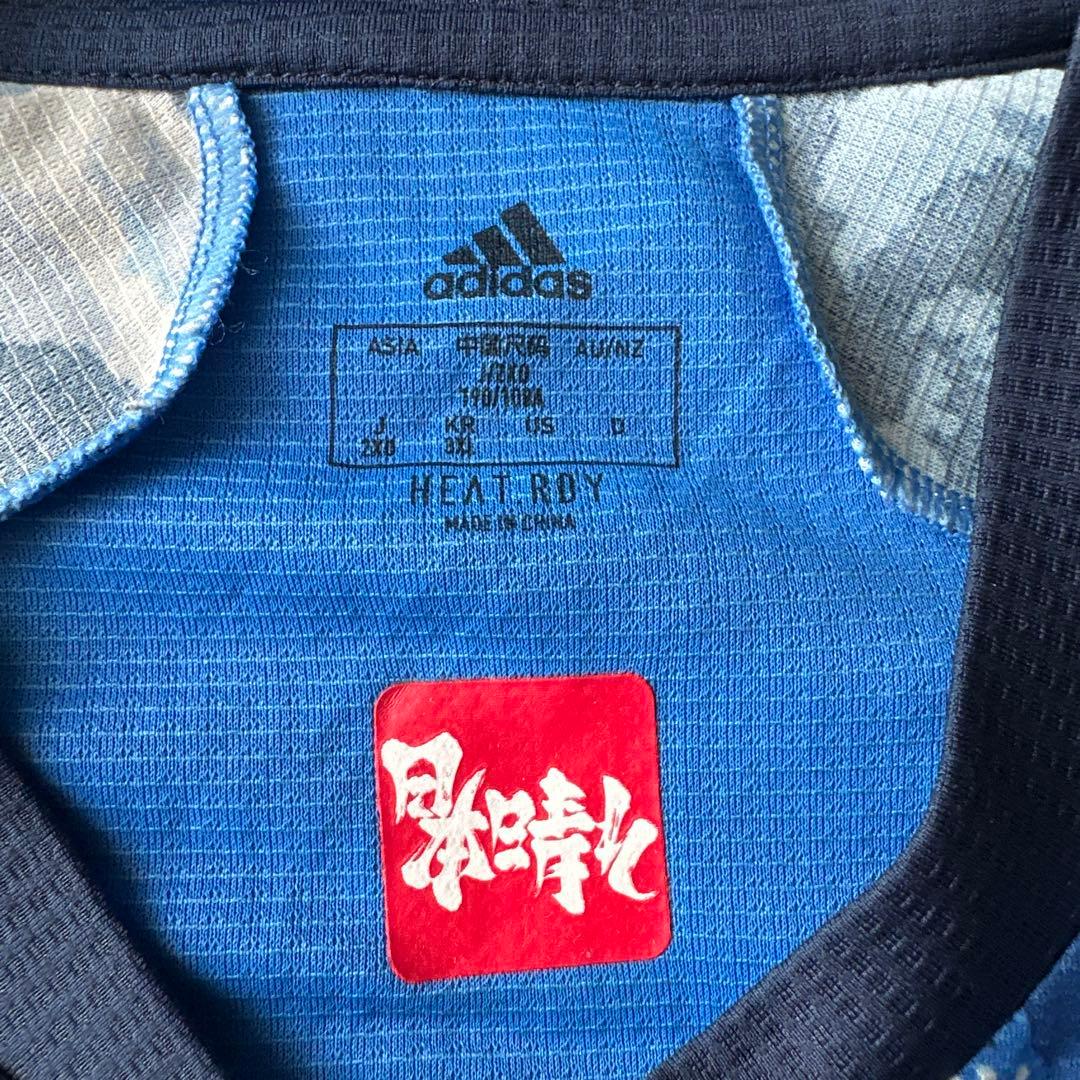 adidas
ASIA 中国尺码 AU/NZ
J/2XO
190/108A
J KR US D
2XO 3XL
HEAT.RDY
MADE IN CHINA
日本晴れ